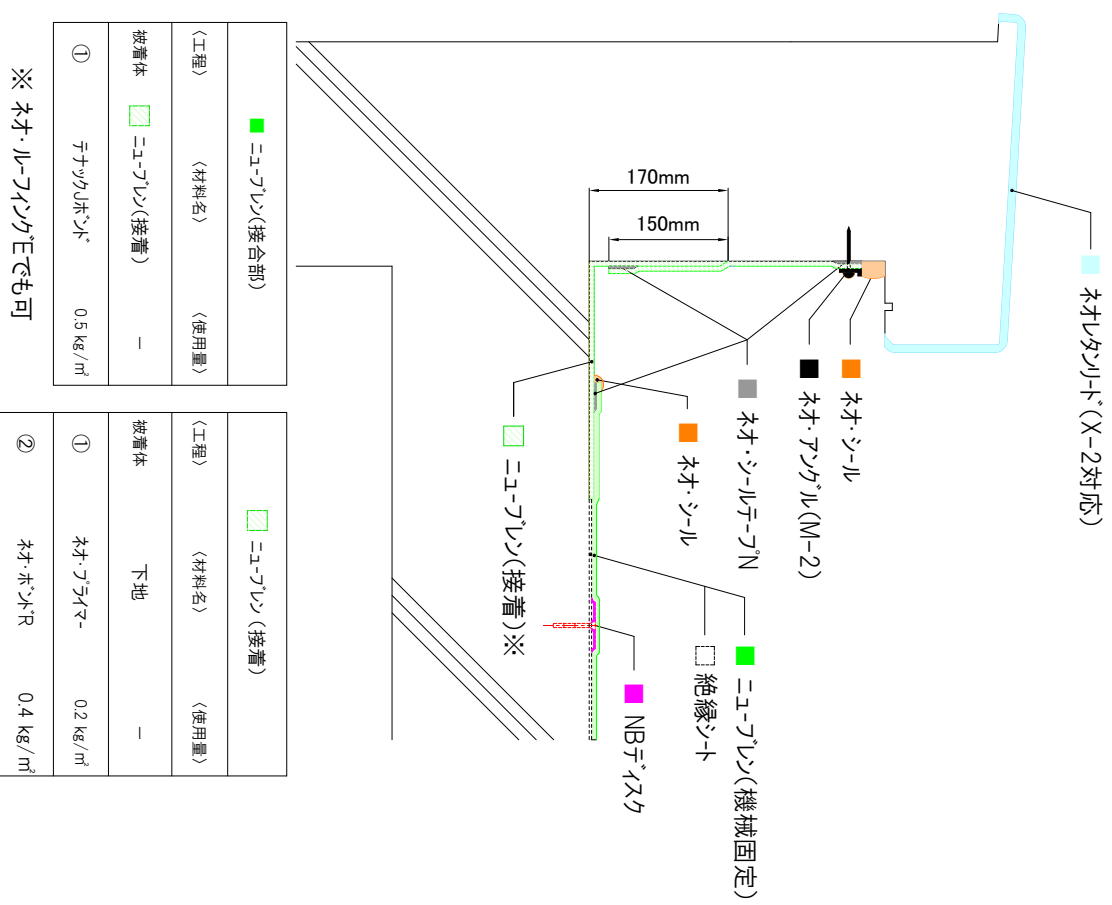 ネオレタンリード(X-2対応)
ネオ・シール
ネオ・アングル(M-2)
ネオ・シールテープN
ネオ・シール
ニューブレン(接着)※
ニューブレン(機械固定)
絶縁シート
NBディスク
170mm
150mm
ニューブレン(接合部)
〈工程〉 〈材料名〉 〈使用量〉
被着体 ニューブレン(接着) —
① テナックJボンド 0.5 kg/㎡
※ ネオ・ルーフィングEでも可
ニューブレン(接着)
〈工程〉 〈材料名〉 〈使用量〉
被着体 下地 —
① ネオ・プライマー 0.2 kg/㎡
② ネオ・ボンドR 0.4 kg/㎡